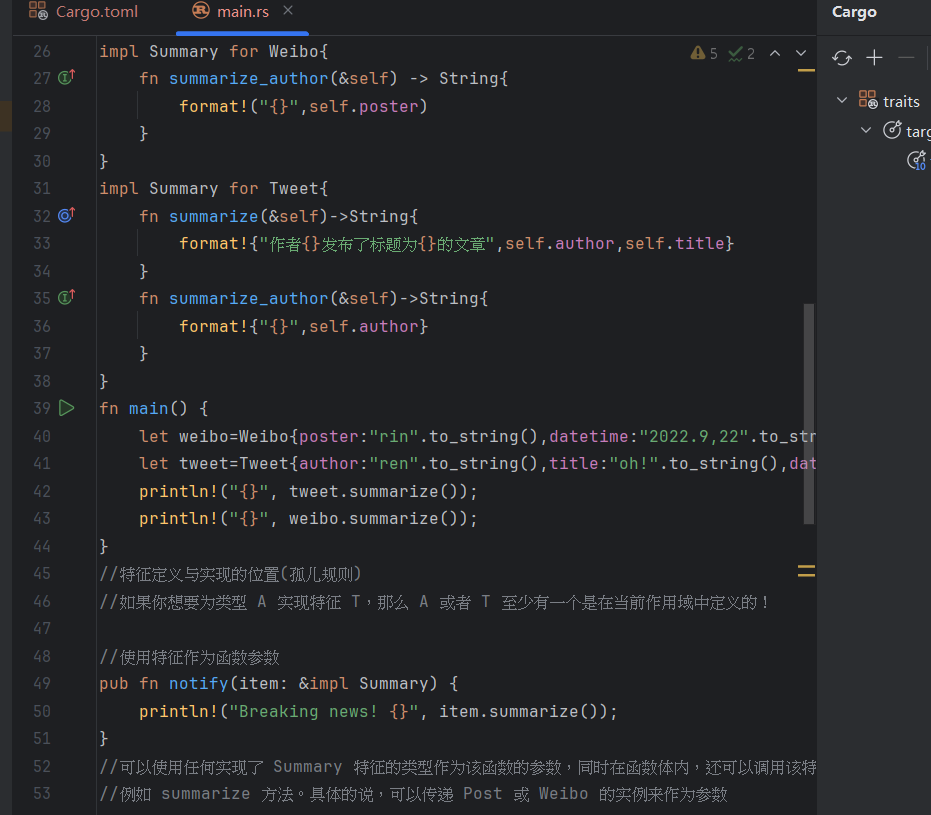 Cargo.toml
main.rs
Cargo
26 impl Summary for Weibo{
5 2
27 fn summarize_author(&self) -> String{
28 format!("{}",self.poster)
29 }
30 }
31 impl Summary for Tweet{
32 fn summarize(&self)->String{
33 format!{"作者{}发布了标题为{}的文章",self.author,self.title}
34 }
35 fn summarize_author(&self)->String{
36 format!{"{}",self.author}
37 }
38 }
39 fn main() {
40 let weibo=Weibo{poster:"rin".to_string(),datetime:"2022.9,22".to_str
41 let tweet=Tweet{author:"ren".to_string(),title:"oh!".to_string(),dat
42 println!("{}", tweet.summarize());
43 println!("{}", weibo.summarize());
44 }
45 //特征定义与实现的位置(孤儿规则)
46 //如果你想要为类型 A 实现特征 T，那么 A 或者 T 至少有一个是在当前作用域中定义的！
47
48 //使用特征作为函数参数
49 pub fn notify(item: &impl Summary) {
50 println!("Breaking news! {}", item.summarize());
51 }
52 //可以使用任何实现了 Summary 特征的类型作为该函数的参数，同时在函数体内，还可以调用该特
53 //例如 summarize 方法。具体的说，可以传递 Post 或 Weibo 的实例来作为参数
traits
targ
10